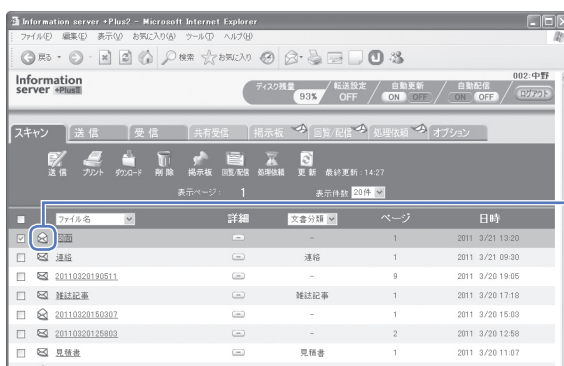 Information server +Plus2 - Microsoft Internet Explorer
ファイル(F) 編集(E) 表示(V) お気に入り(A) ツール(T) ヘルプ(H)
戻る 検索 お気に入り
Information server +PlusII
ディスク残量 93% 転送設定 OFF 自動更新 ON OFF 自動配信 ON OFF 002:中野 ログアウト
スキャン 送信 受信 共有受信 掲示板 回覧/配信 処理依頼 オプション
送信 プリント ダウンロード 削除 掲示板 回覧/配信 処理依頼 更新 最終更新:14:27
表示ページ: 1 表示件数 20件
ファイル名 詳細 文書分類 ページ 日時
図面 - 1 2011 3/21 13:20
連絡 連絡 1 2011 3/21 09:30
20110320190511 - 9 2011 3/20 19:05
雑誌記事 雑誌記事 1 2011 3/20 17:18
20110320150307 - 1 2011 3/20 15:03
20110320125803 - 2 2011 3/20 12:58
見積書 見積書 1 2011 3/20 11:07